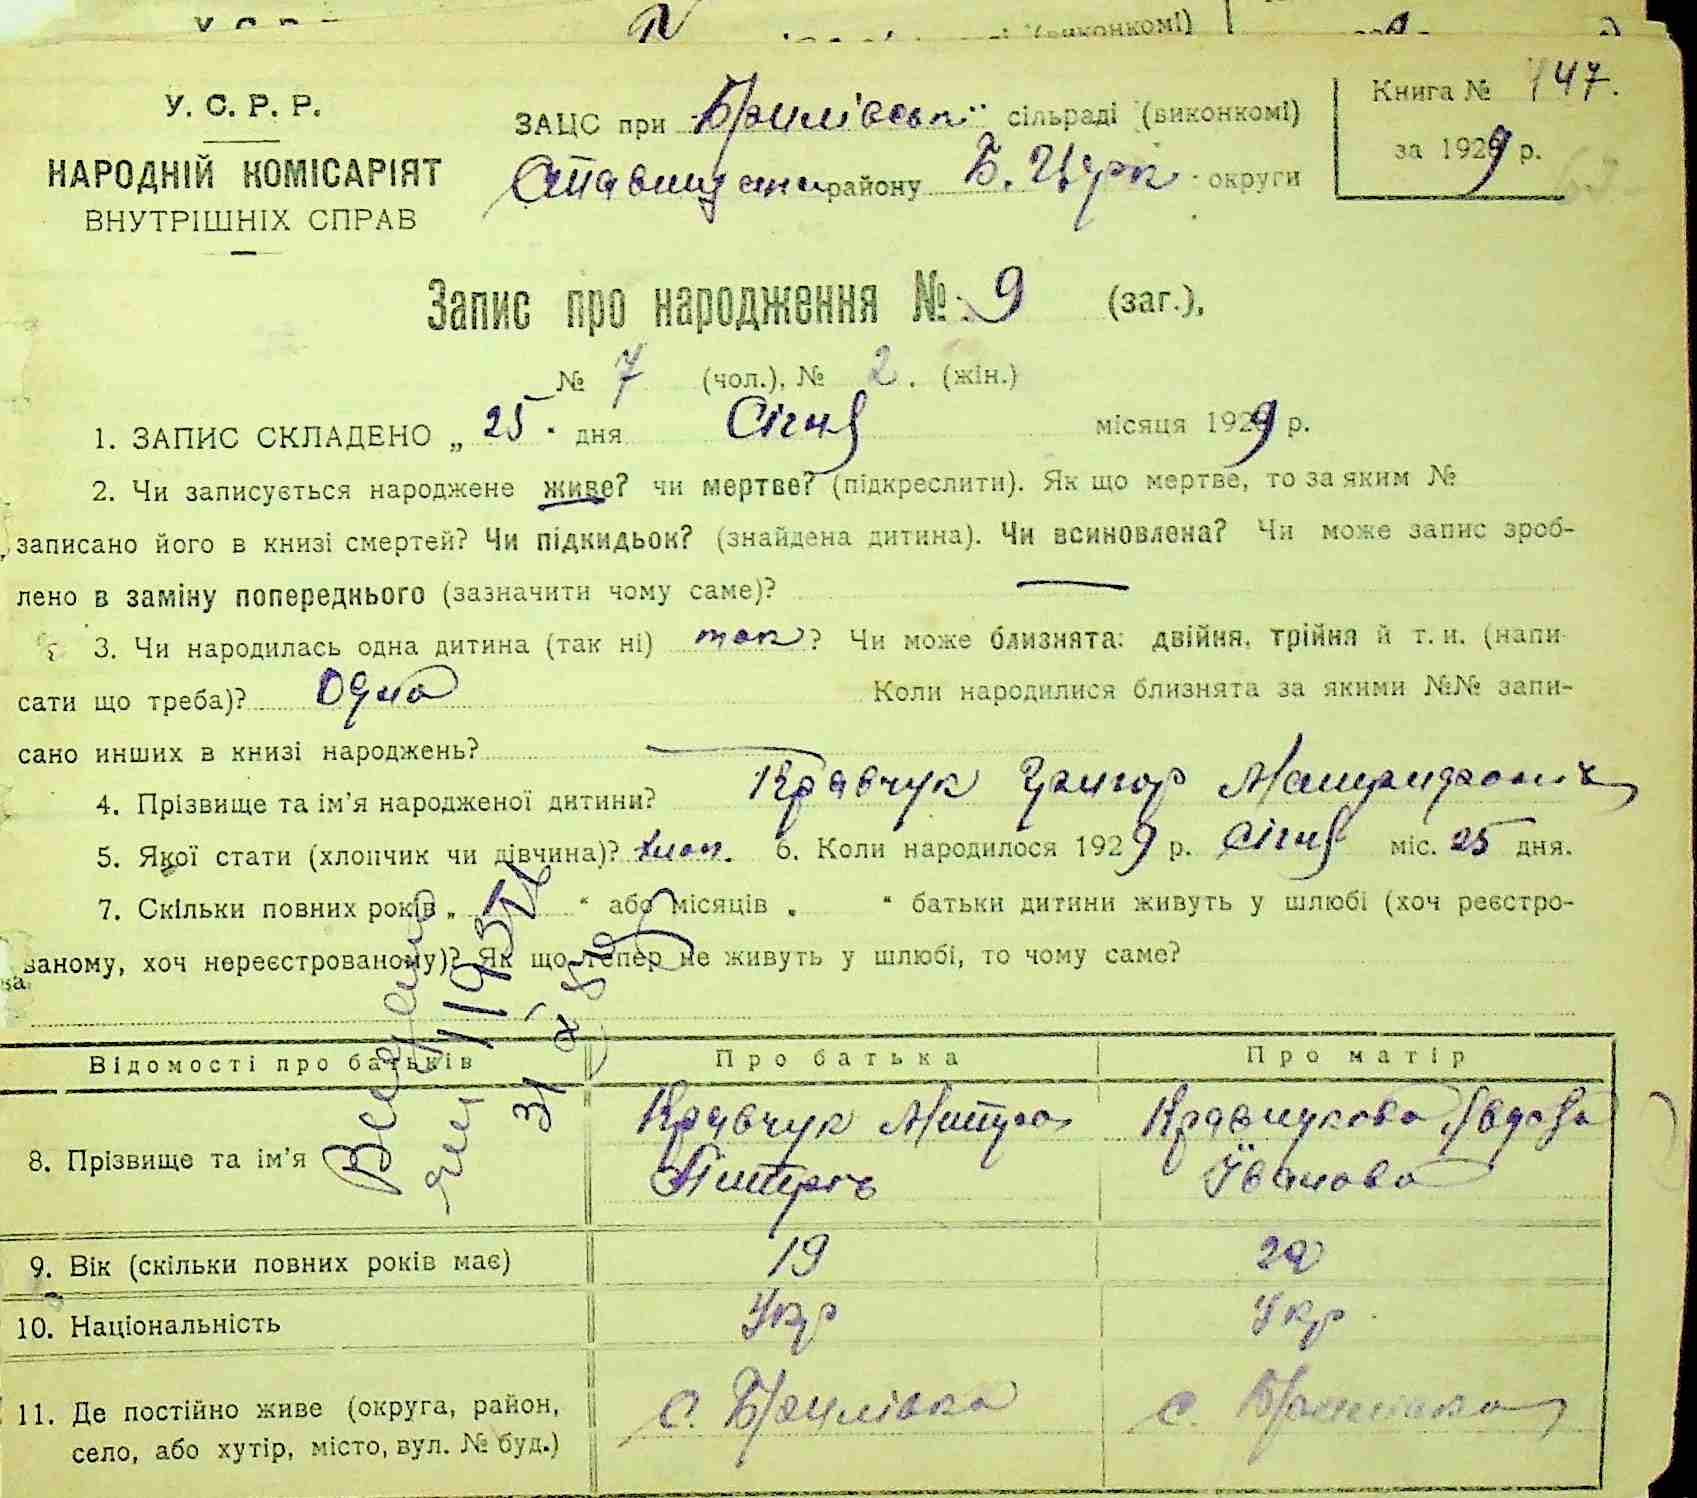 У. С. Р. Р.
НАРОДНІЙ КОМІСАРІЯТ
ВНУТРІШНІХ СПРАВ
ЗАЦС при сільраді (виконкомі)
району Б. Церк. округи
Книга № 147.
за 1929 р.
Запис про народження № 9 (заг.),
№ 7 (чол.), № 2. (жін.)
1. ЗАПИС СКЛАДЕНО „ 25 " дня Січня місяця 1929 р.
2. Чи записується народжене живе? чи мертве? (підкреслити). Як що мертве, то за яким №
записано його в книзі смертей? Чи підкидьок? (знайдена дитина). Чи всиновлена? Чи може запис зроб-
лено в заміну попереднього (зазначити чому саме)? —
3. Чи народилась одна дитина (так ні) так? Чи може близнята: двійня, трійня й т. и. (напи-
сати що треба)? Одна Коли народилися близнята за якими №№ запи-
сано инших в книзі народжень? —
4. Прізвище та ім'я народженої дитини? Кравчук Григор
5. Якої стати (хлопчик чи дівчина)? хлоп. 6. Коли народилося 1929 р. Січня міс. 25 дня.
7. Скільки повних років „ 1 “ або місяців „ “ батьки дитини живуть у шлюбі (хоч реєстро-
ваному, хоч нереєстрованому)? Як що тепер не живуть у шлюбі, то чому саме?
Відомості про батьків Про батька Про матір
8. Прізвище та ім'я Кравчук Кравчукова
Іванова
9. Вік (скільки повних років має) 19
10. Національність Укр Укр.
11. Де постійно живе (округа, район,
село, або хутір, місто, вул. № буд.) с. с.